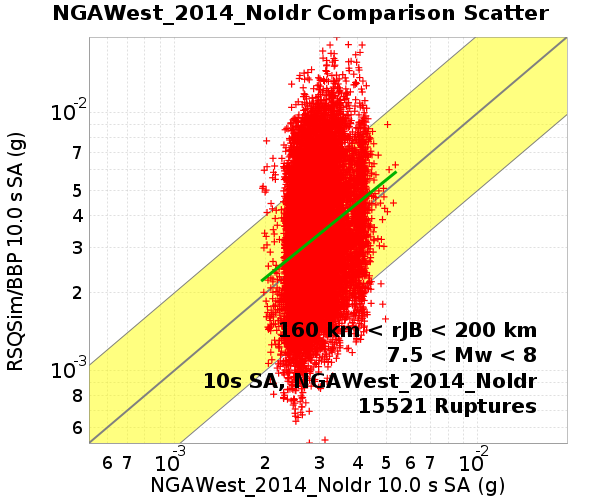 NGAWest_2014_NoIdr Comparison Scatter
RSQSim/BBP 10.0 s SA (g)
10-2
7
5
4
3
2
10-3
8
6
160 km < rJB < 200 km
7.5 < Mw < 8
10s SA, NGAWest_2014_NoIdr
15521 Ruptures
6 7 10-3 2 3 4 5 6 7 10-2
NGAWest_2014_NoIdr 10.0 s SA (g)